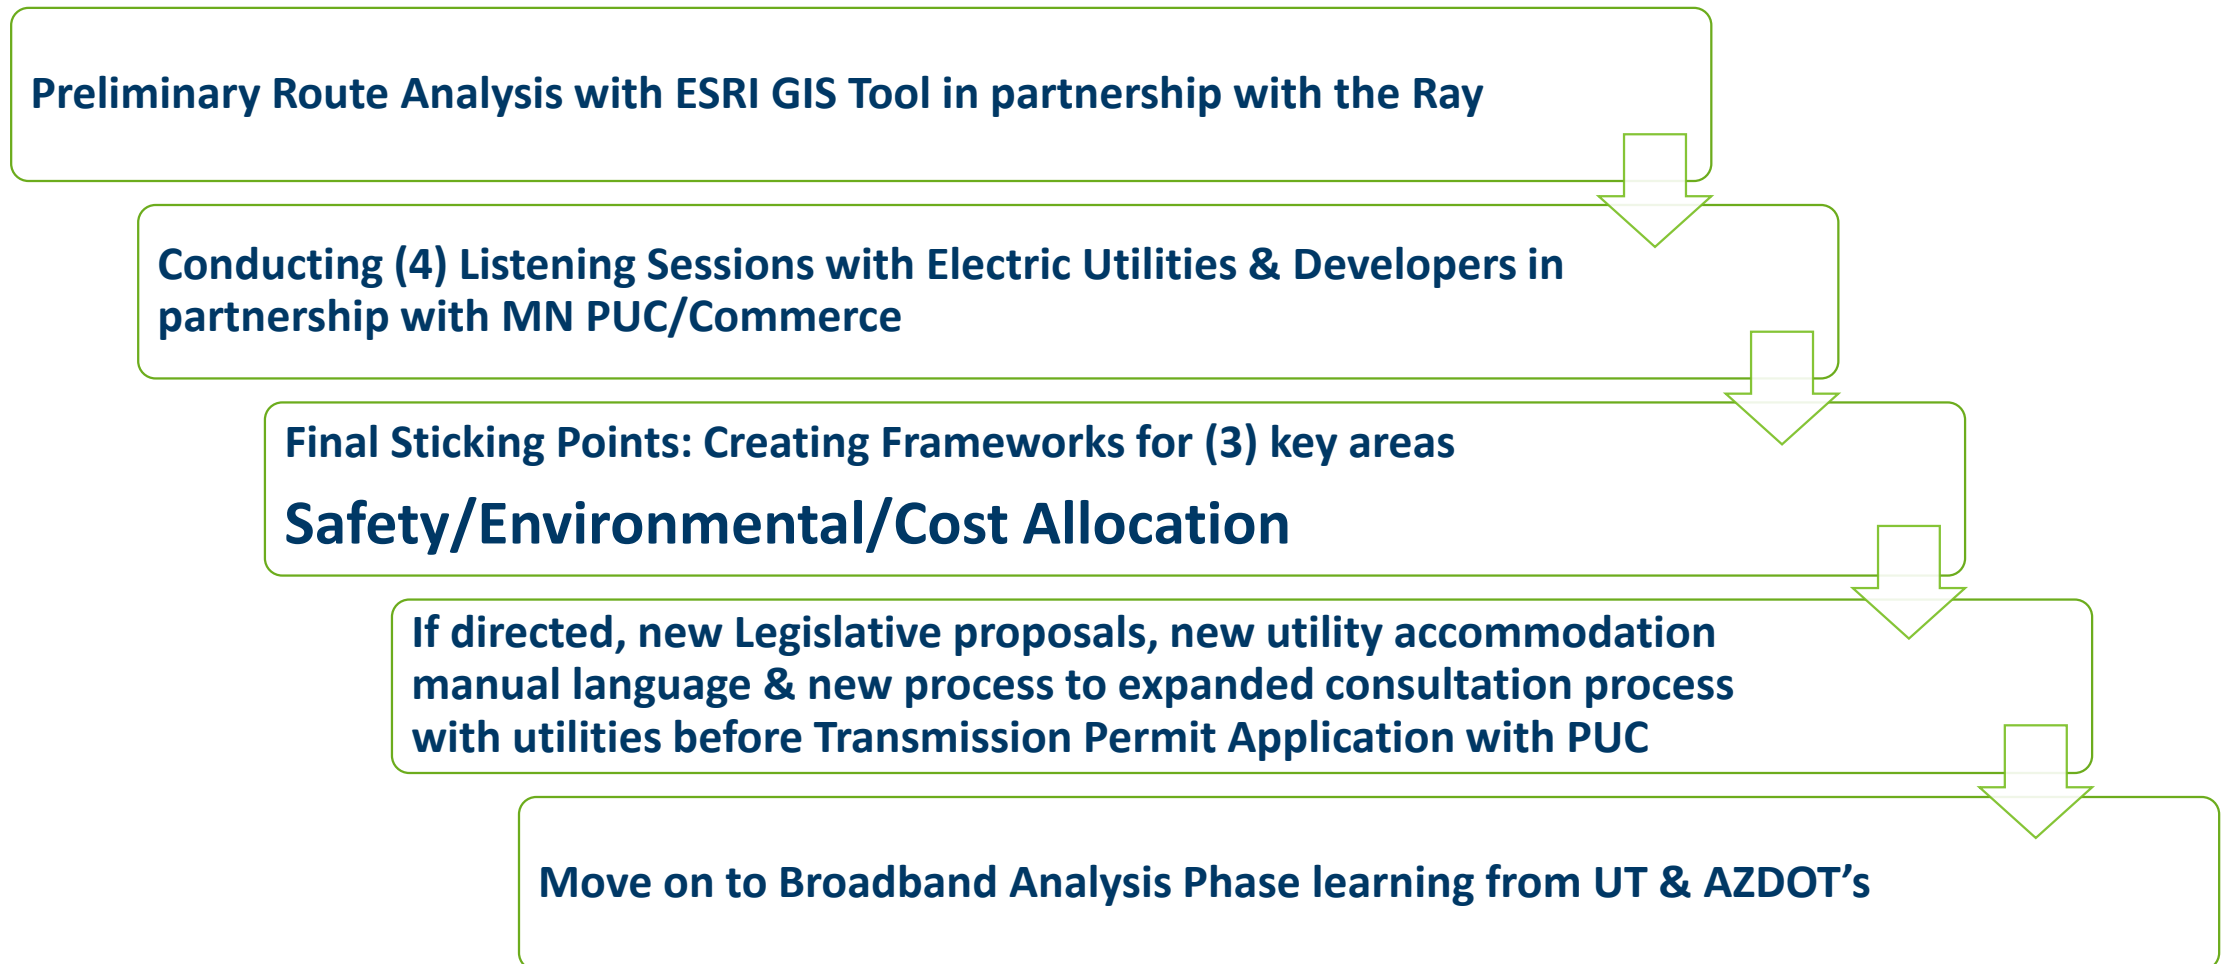 Preliminary Route Analysis with ESRI GIS Tool in partnership with the Ray
Conducting (4) Listening Sessions with Electric Utilities & Developers in
partnership with MN PUC/Commerce
Final Sticking Points: Creating Frameworks for (3) key areas
Safety/Environmental/Cost Allocation
If directed, new Legislative proposals, new utility accommodation
manual language & new process to expanded consultation process
with utilities before Transmission Permit Application with PUC
Move on to Broadband Analysis Phase learning from UT & AZDOT’s